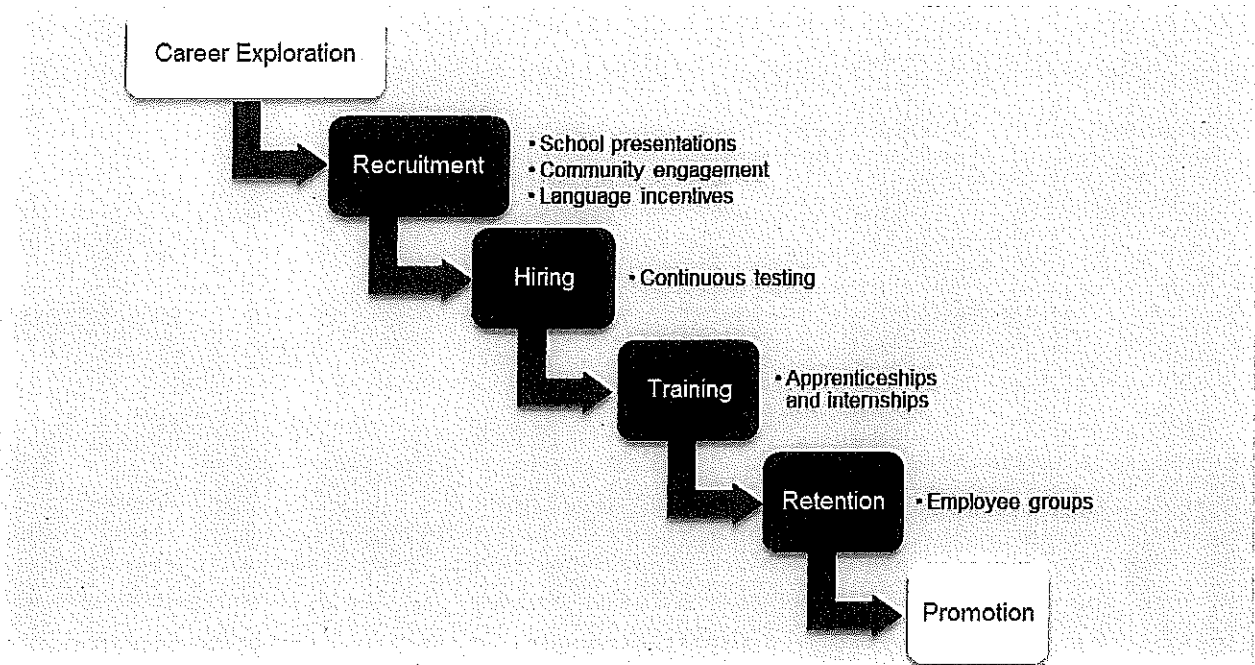 Career Exploration
Recruitment
• School presentations
• Community engagement
• Language incentives
Hiring
• Continuous testing
Training
• Apprenticeships
and internships
Retention
• Employee groups
Promotion